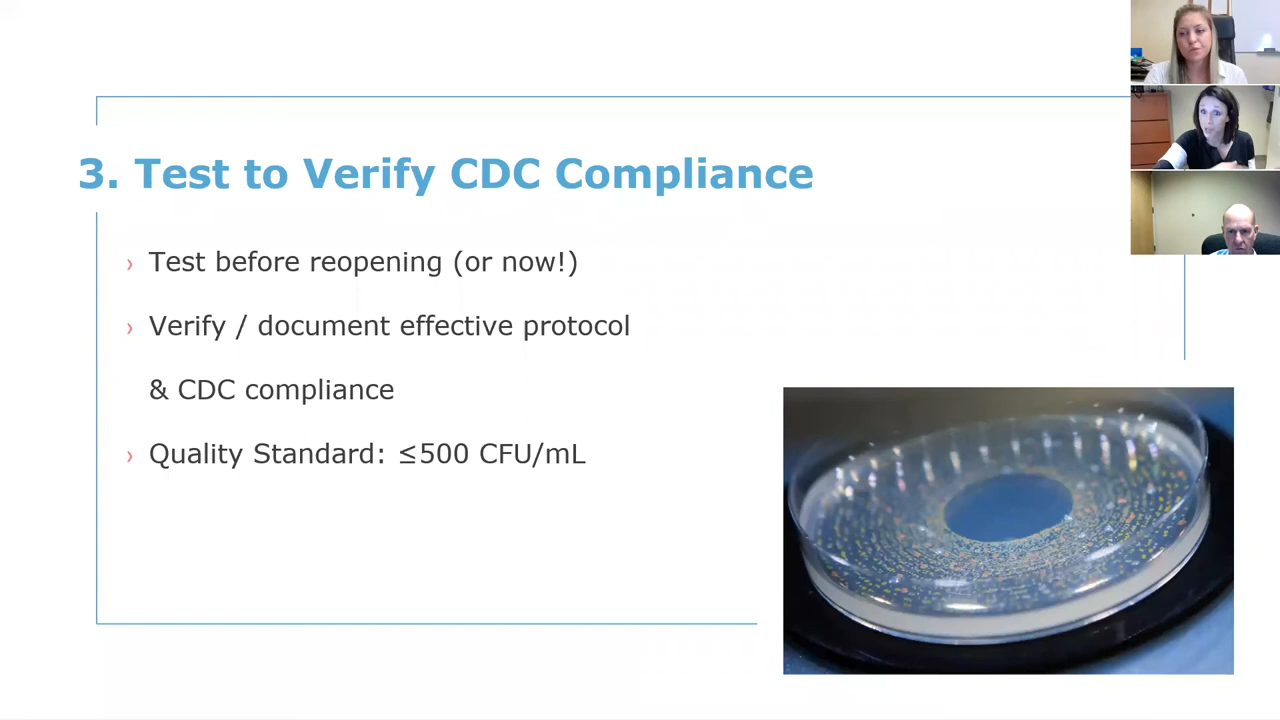 3. Test to Verify CDC Compliance
› Test before reopening (or now!)
› Verify / document effective protocol
& CDC compliance
› Quality Standard: ≤500 CFU/mL